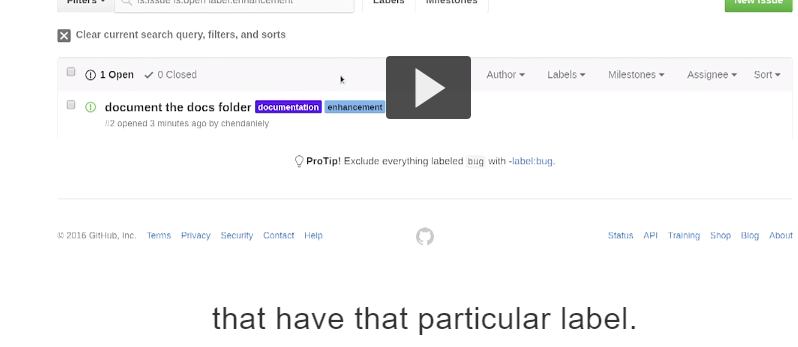 Filters is:issue is:open label:enhancement Labels Milestones New issue
Clear current search query, filters, and sorts
1 Open 0 Closed Author Labels Milestones Assignee Sort
document the docs folder documentation enhancement
#2 opened 3 minutes ago by chendaniely
ProTip! Exclude everything labeled bug with -label:bug.
© 2016 GitHub, Inc. Terms Privacy Security Contact Help Status API Training Shop Blog About
that have that particular label.